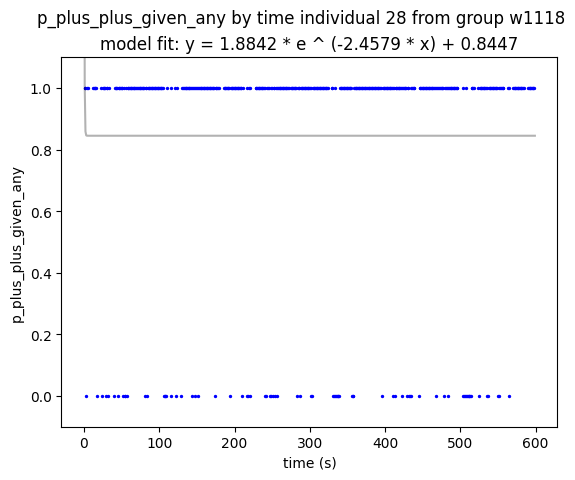 p_plus_plus_given_any by time individual 28 from group w1118
model fit: y = 1.8842 * e ^ (-2.4579 * x) + 0.8447
1.0
0.8
0.6
0.4
0.2
0.0
p_plus_plus_given_any
0 100 200 300 400 500 600
time (s)